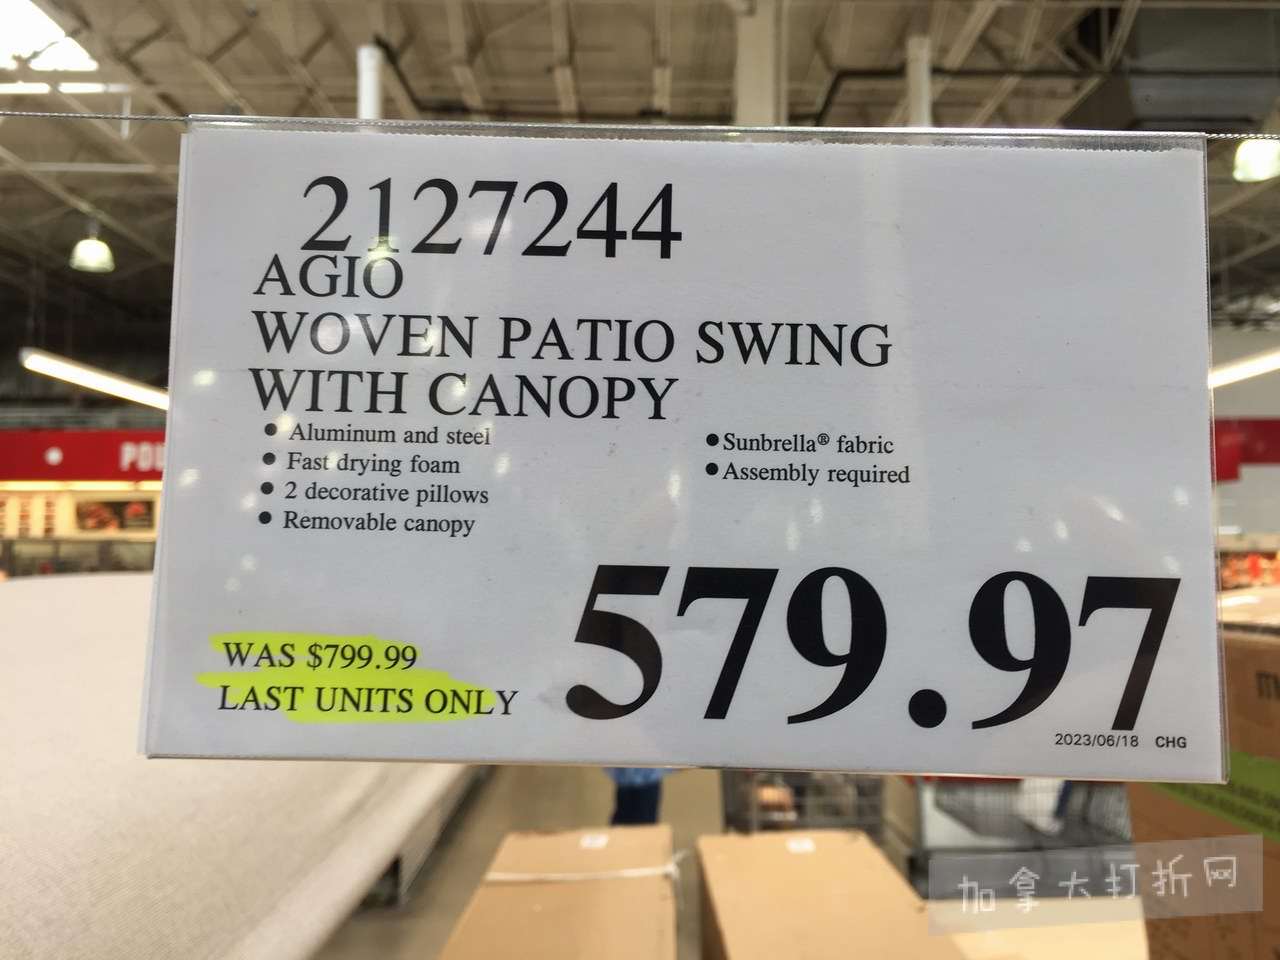 2127244
AGIO
WOVEN PATIO SWING
WITH CANOPY
● Aluminum and steel
● Fast drying foam
● 2 decorative pillows
● Removable canopy
●Sunbrella® fabric
●Assembly required
WAS $799.99
LAST UNITS ONLY
579.97
2023/06/18 CHG
加拿大打折网